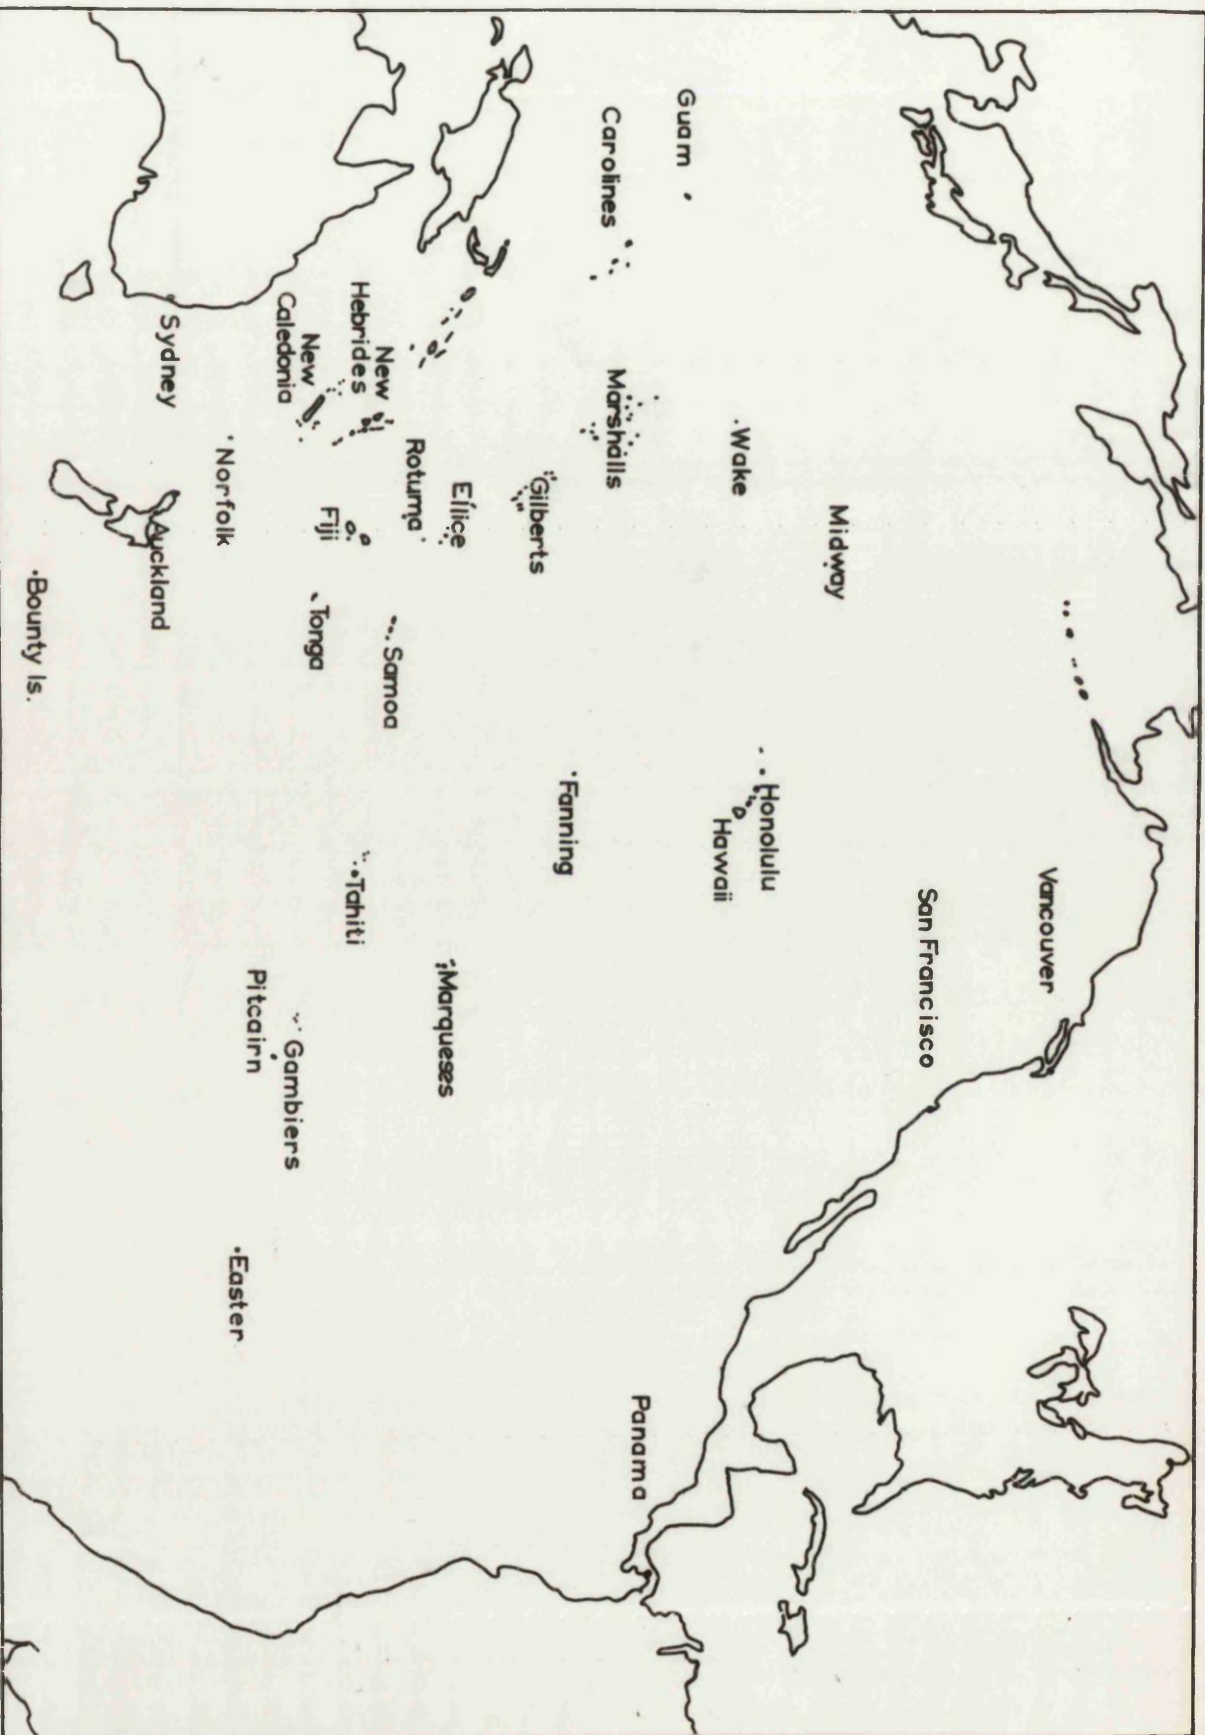 Vancouver
San Francisco
Midway
Honolulu
Hawaii
Wake
Guam
Panama
Carolines
Marshalls
Fanning
Gilberts
Ellice
Marqueses
Rotuma
Samoa
New
Hebrides
Tahiti
Fiji
Tonga
New
Caledonia
Gambiers
Pitcairn
Easter
Norfolk
Sydney
Auckland
Bounty Is.